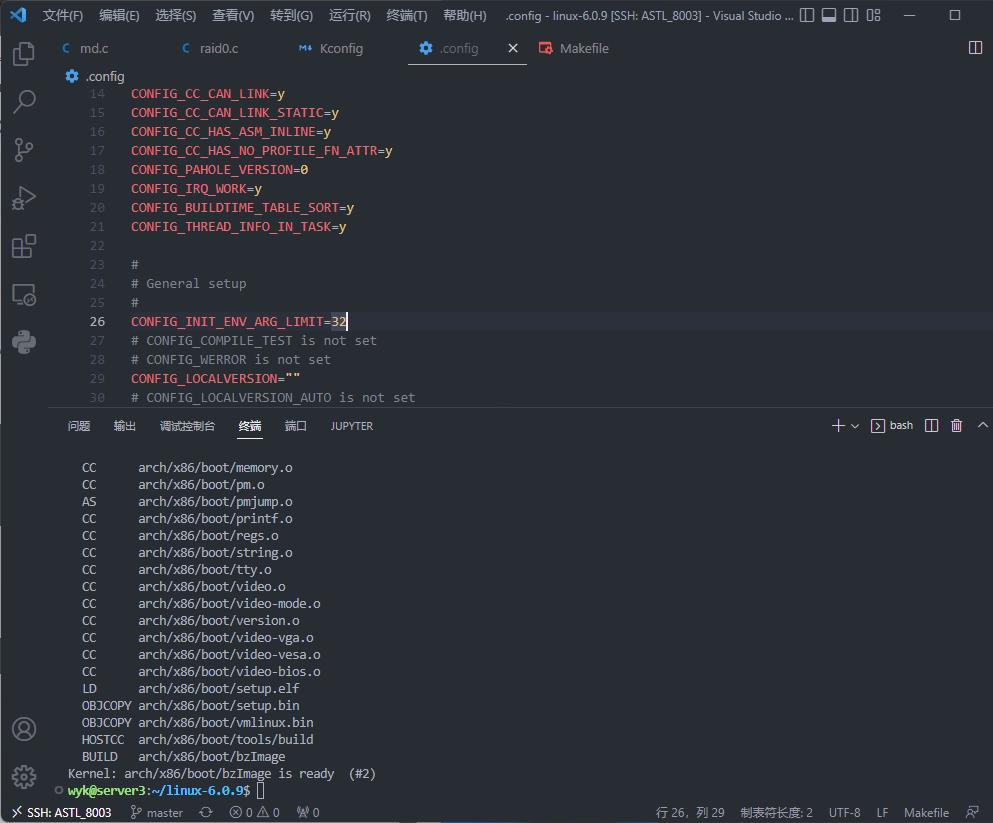 文件(F) 编辑(E) 选择(S) 查看(V) 转到(G) 运行(R) 终端(T) 帮助(H) .config - linux-6.0.9 [SSH: ASTL_8003] - Visual Studio ...
C md.c C raid0.c Kconfig .config Makefile
.config
14 CONFIG_CC_CAN_LINK=y
15 CONFIG_CC_CAN_LINK_STATIC=y
16 CONFIG_CC_HAS_ASM_INLINE=y
17 CONFIG_CC_HAS_NO_PROFILE_FN_ATTR=y
18 CONFIG_PAHOLE_VERSION=0
19 CONFIG_IRQ_WORK=y
20 CONFIG_BUILDTIME_TABLE_SORT=y
21 CONFIG_THREAD_INFO_IN_TASK=y
22
23 #
24 # General setup
25 #
26 CONFIG_INIT_ENV_ARG_LIMIT=32
27 # CONFIG_COMPILE_TEST is not set
28 # CONFIG_WERROR is not set
29 CONFIG_LOCALVERSION=""
30 # CONFIG_LOCALVERSION_AUTO is not set
问题 输出 调试控制台 终端 端口 JUPYTER bash
CC arch/x86/boot/memory.o
CC arch/x86/boot/pm.o
AS arch/x86/boot/pmjump.o
CC arch/x86/boot/printf.o
CC arch/x86/boot/regs.o
CC arch/x86/boot/string.o
CC arch/x86/boot/tty.o
CC arch/x86/boot/video.o
CC arch/x86/boot/video-mode.o
CC arch/x86/boot/version.o
CC arch/x86/boot/video-vga.o
CC arch/x86/boot/video-vesa.o
CC arch/x86/boot/video-bios.o
LD arch/x86/boot/setup.elf
OBJCOPY arch/x86/boot/setup.bin
OBJCOPY arch/x86/boot/vmlinux.bin
HOSTCC arch/x86/boot/tools/build
BUILD arch/x86/boot/bzImage
Kernel: arch/x86/boot/bzImage is ready (#2)
wyk@server3:~/linux-6.0.9$
SSH: ASTL_8003 master 0 0 0 行 26，列 29 制表符长度: 2 UTF-8 LF Makefile